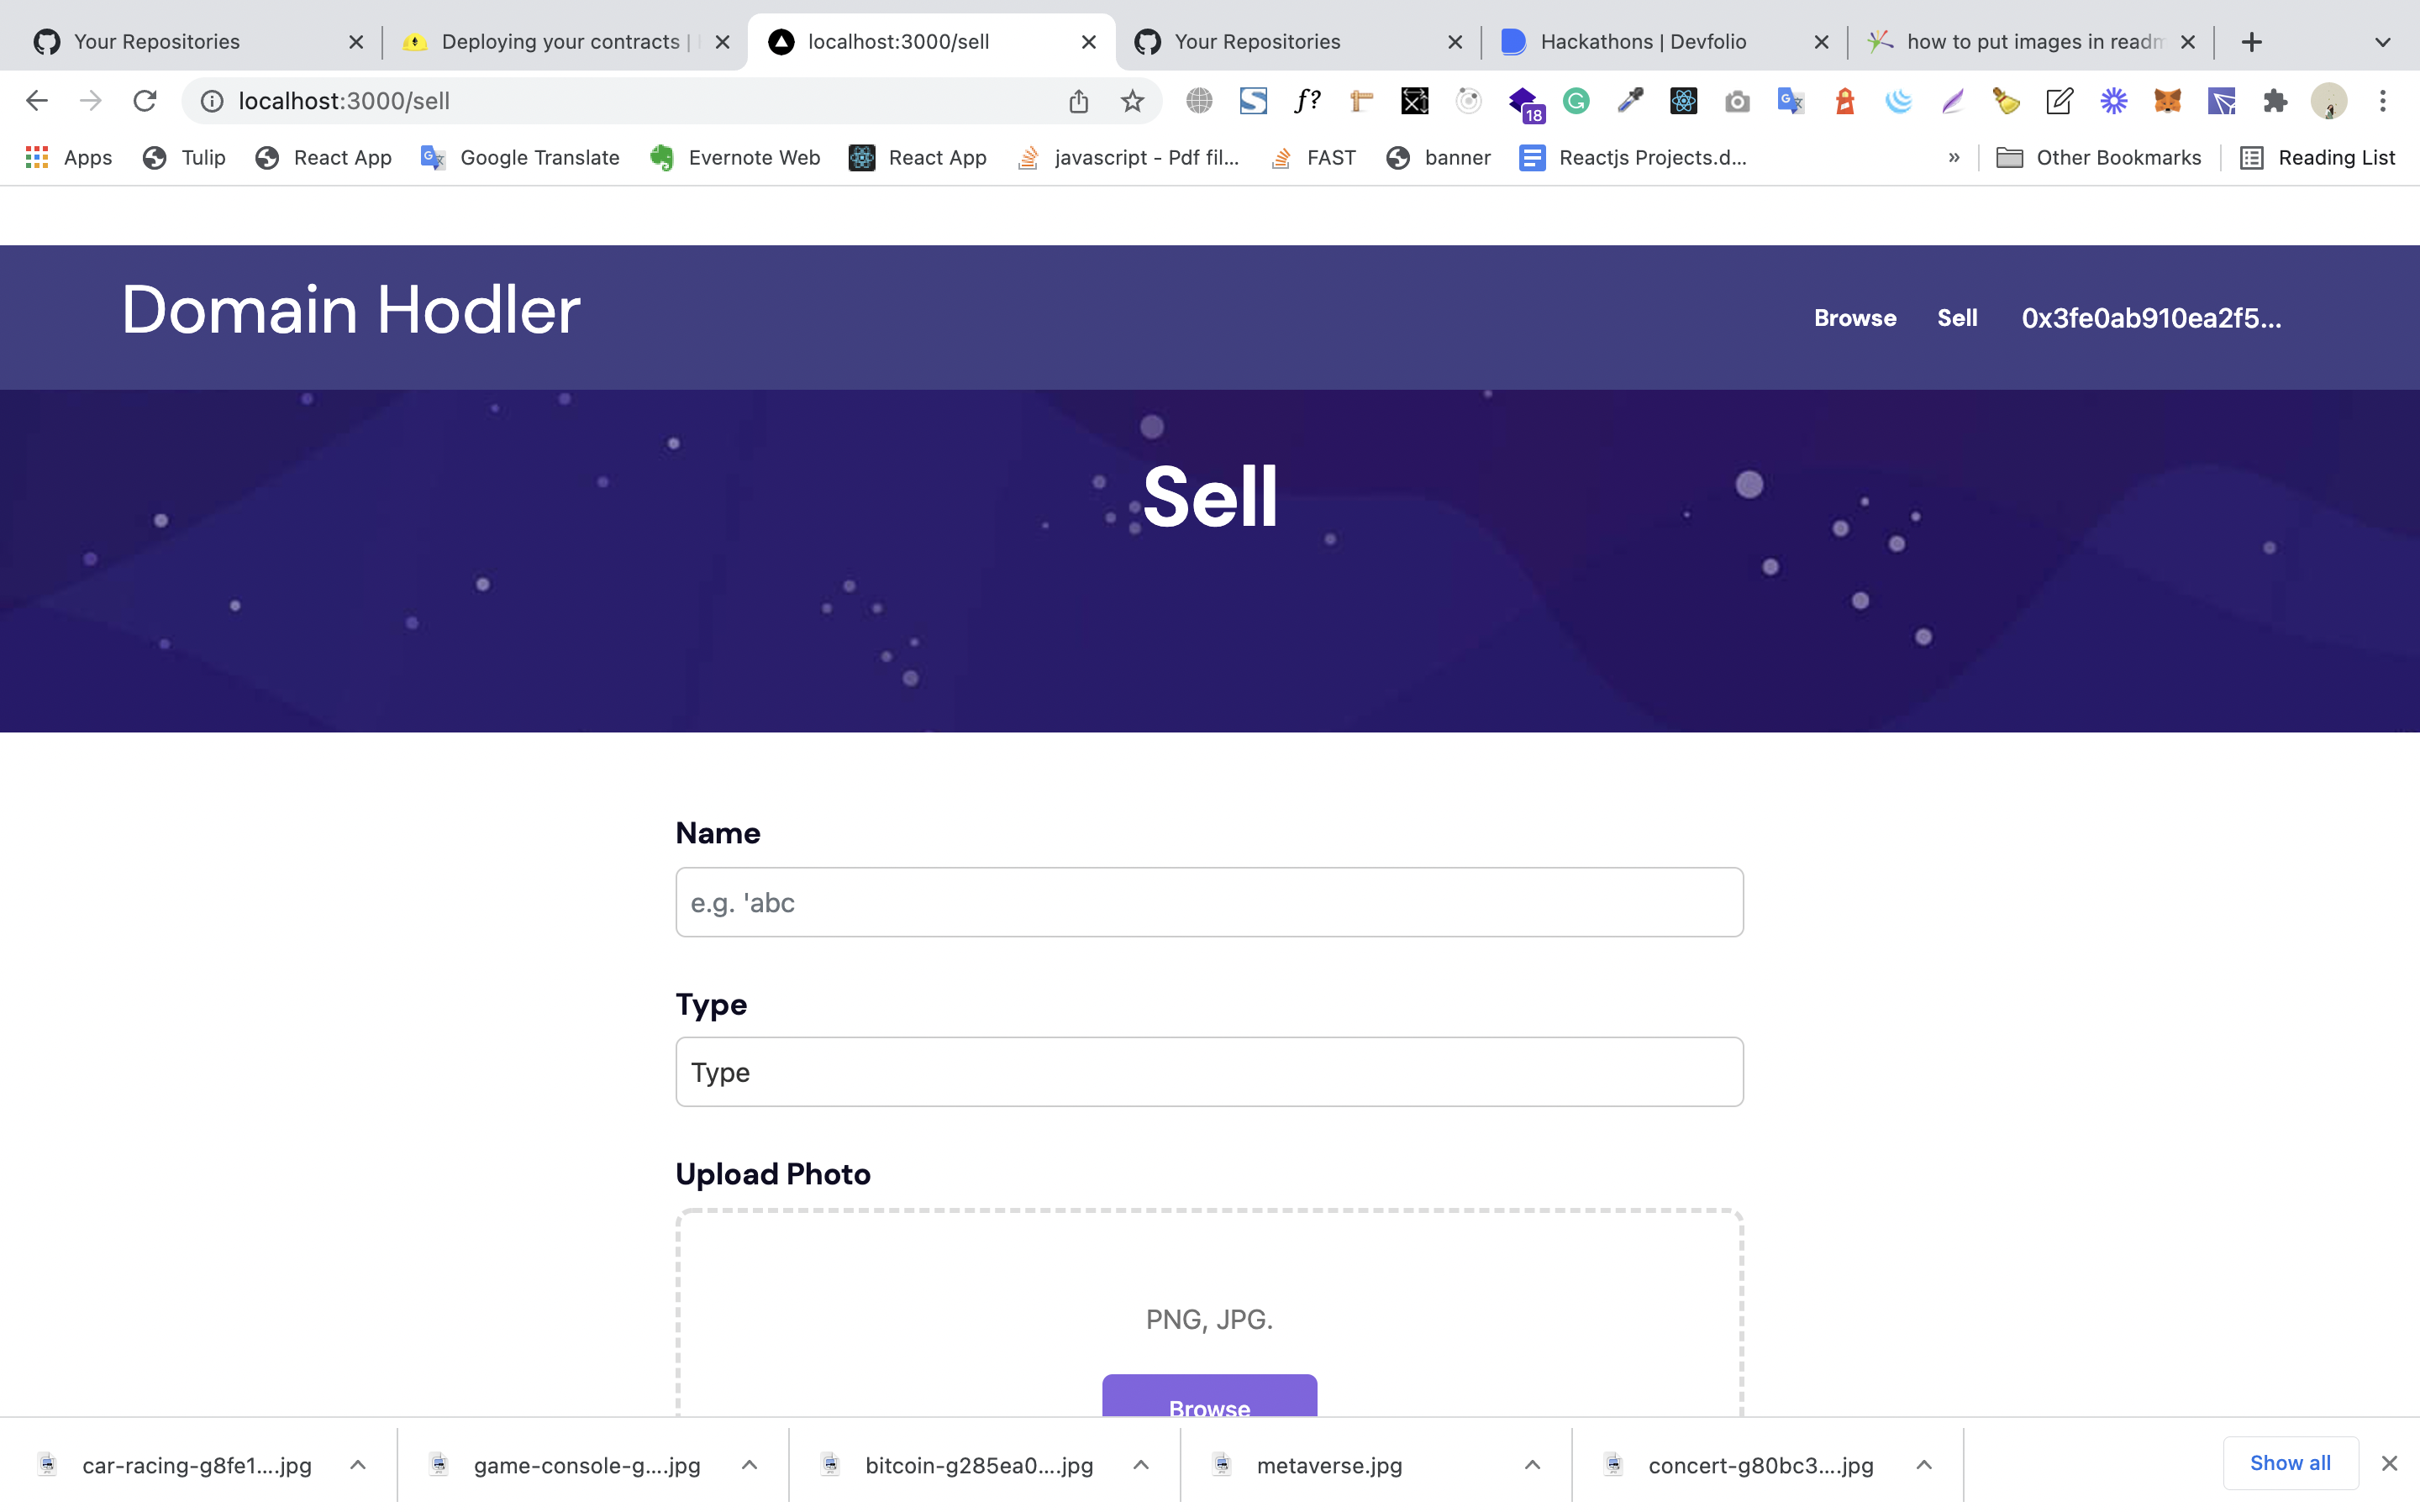 Your Repositories
Deploying your contracts |
localhost:3000/sell
Your Repositories
Hackathons | Devfolio
how to put images in readm
localhost:3000/sell
f?
18
Apps
Tulip
React App
Google Translate
Evernote Web
React App
javascript - Pdf fil...
FAST
banner
Reactjs Projects.d...
»
Other Bookmarks
Reading List
Domain Hodler
Browse
Sell
0x3fe0ab910ea2f5...
Sell
Name
e.g. 'abc
Type
Type
Upload Photo
PNG, JPG.
Browse
car-racing-g8fe1....jpg
game-console-g....jpg
bitcoin-g285ea0....jpg
metaverse.jpg
concert-g80bc3....jpg
Show all